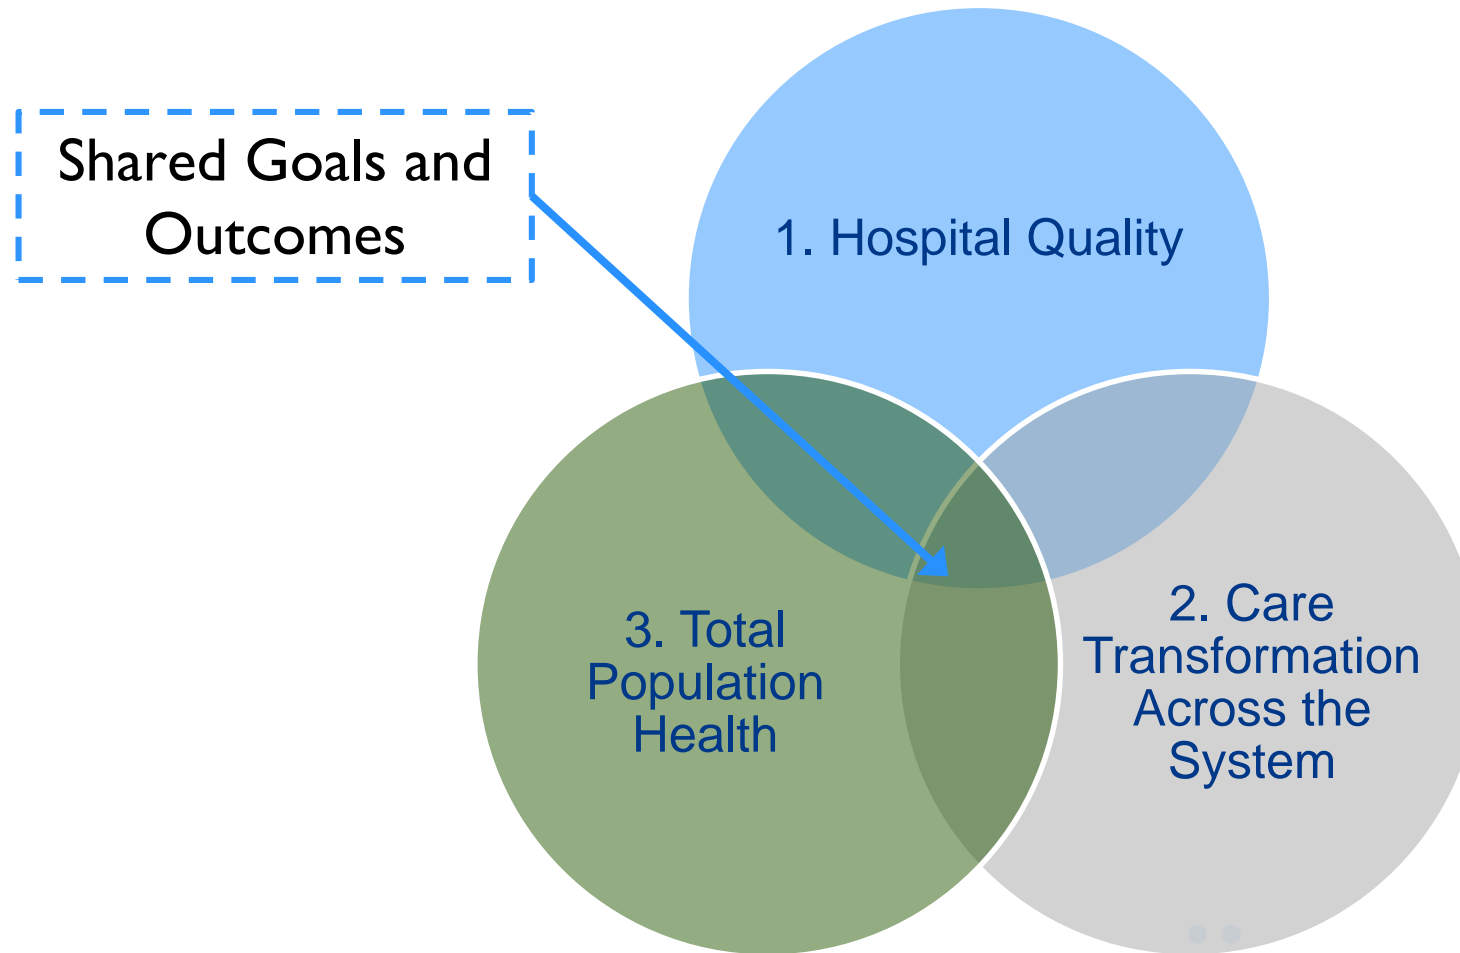 Shared Goals and
Outcomes
1. Hospital Quality
2. Care
Transformation
Across the
System
3. Total
Population
Health